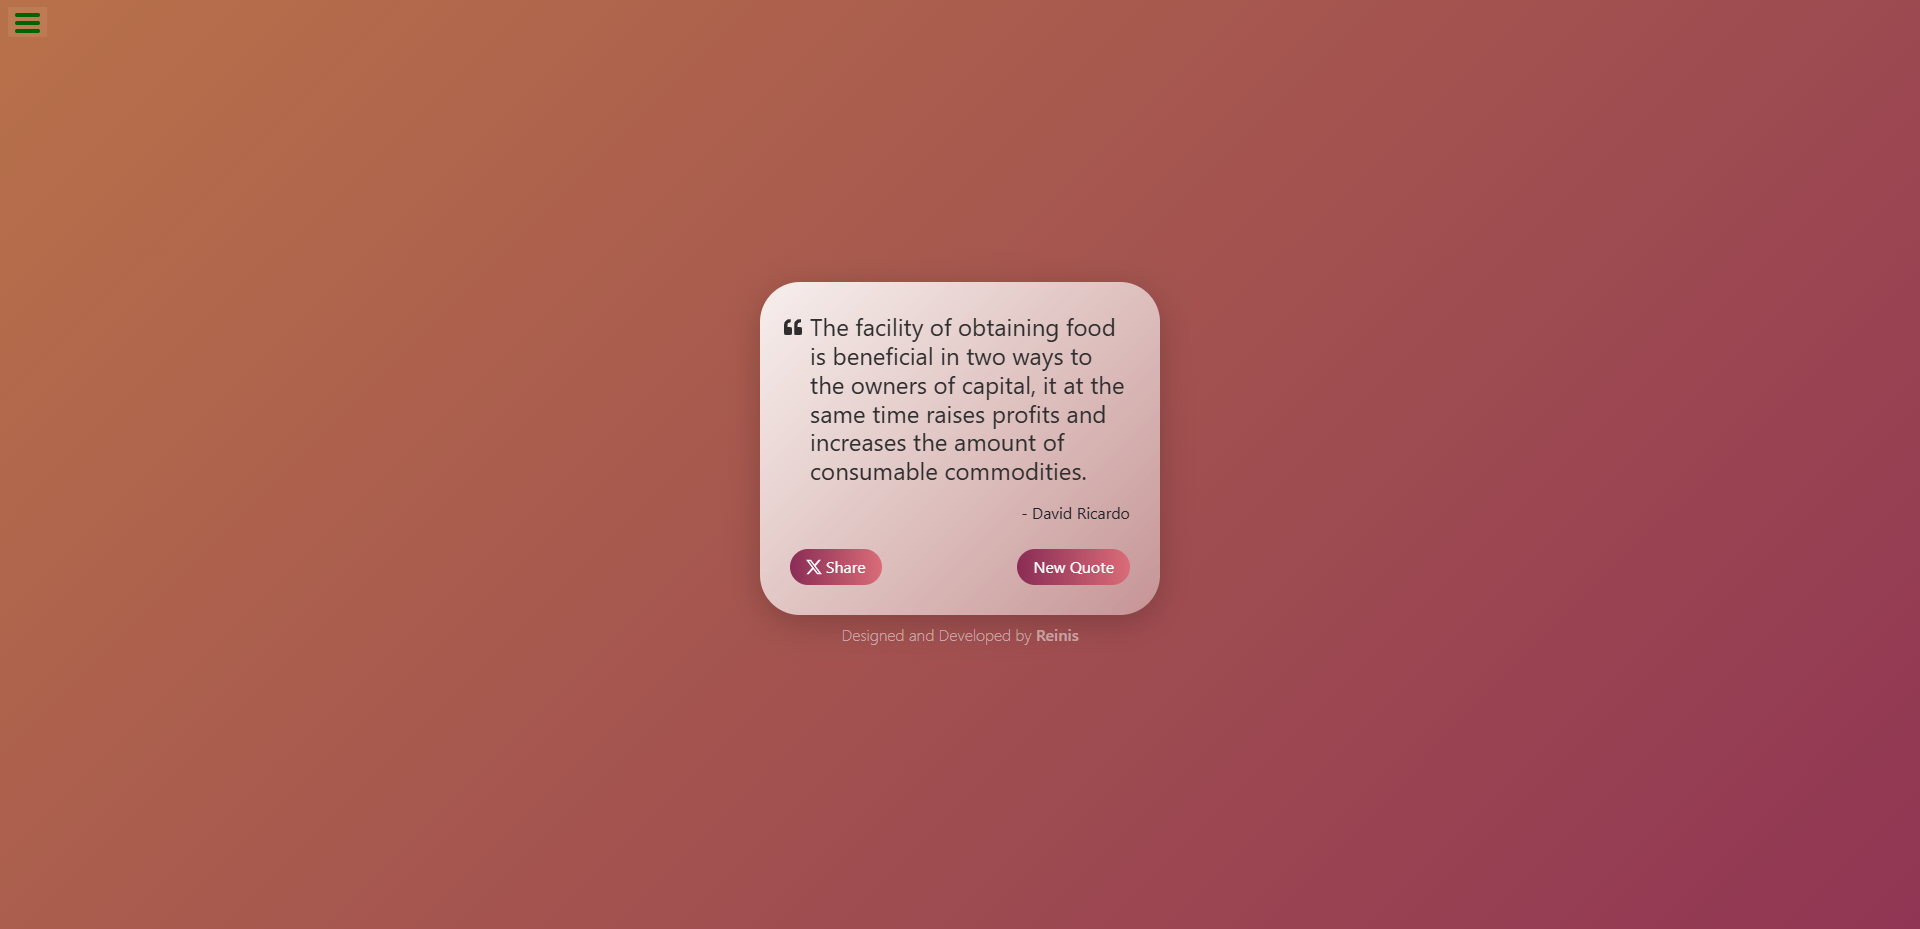 The facility of obtaining food
is beneficial in two ways to
the owners of capital, it at the
same time raises profits and
increases the amount of
consumable commodities.
- David Ricardo
Share
New Quote
Designed and Developed by Reinis